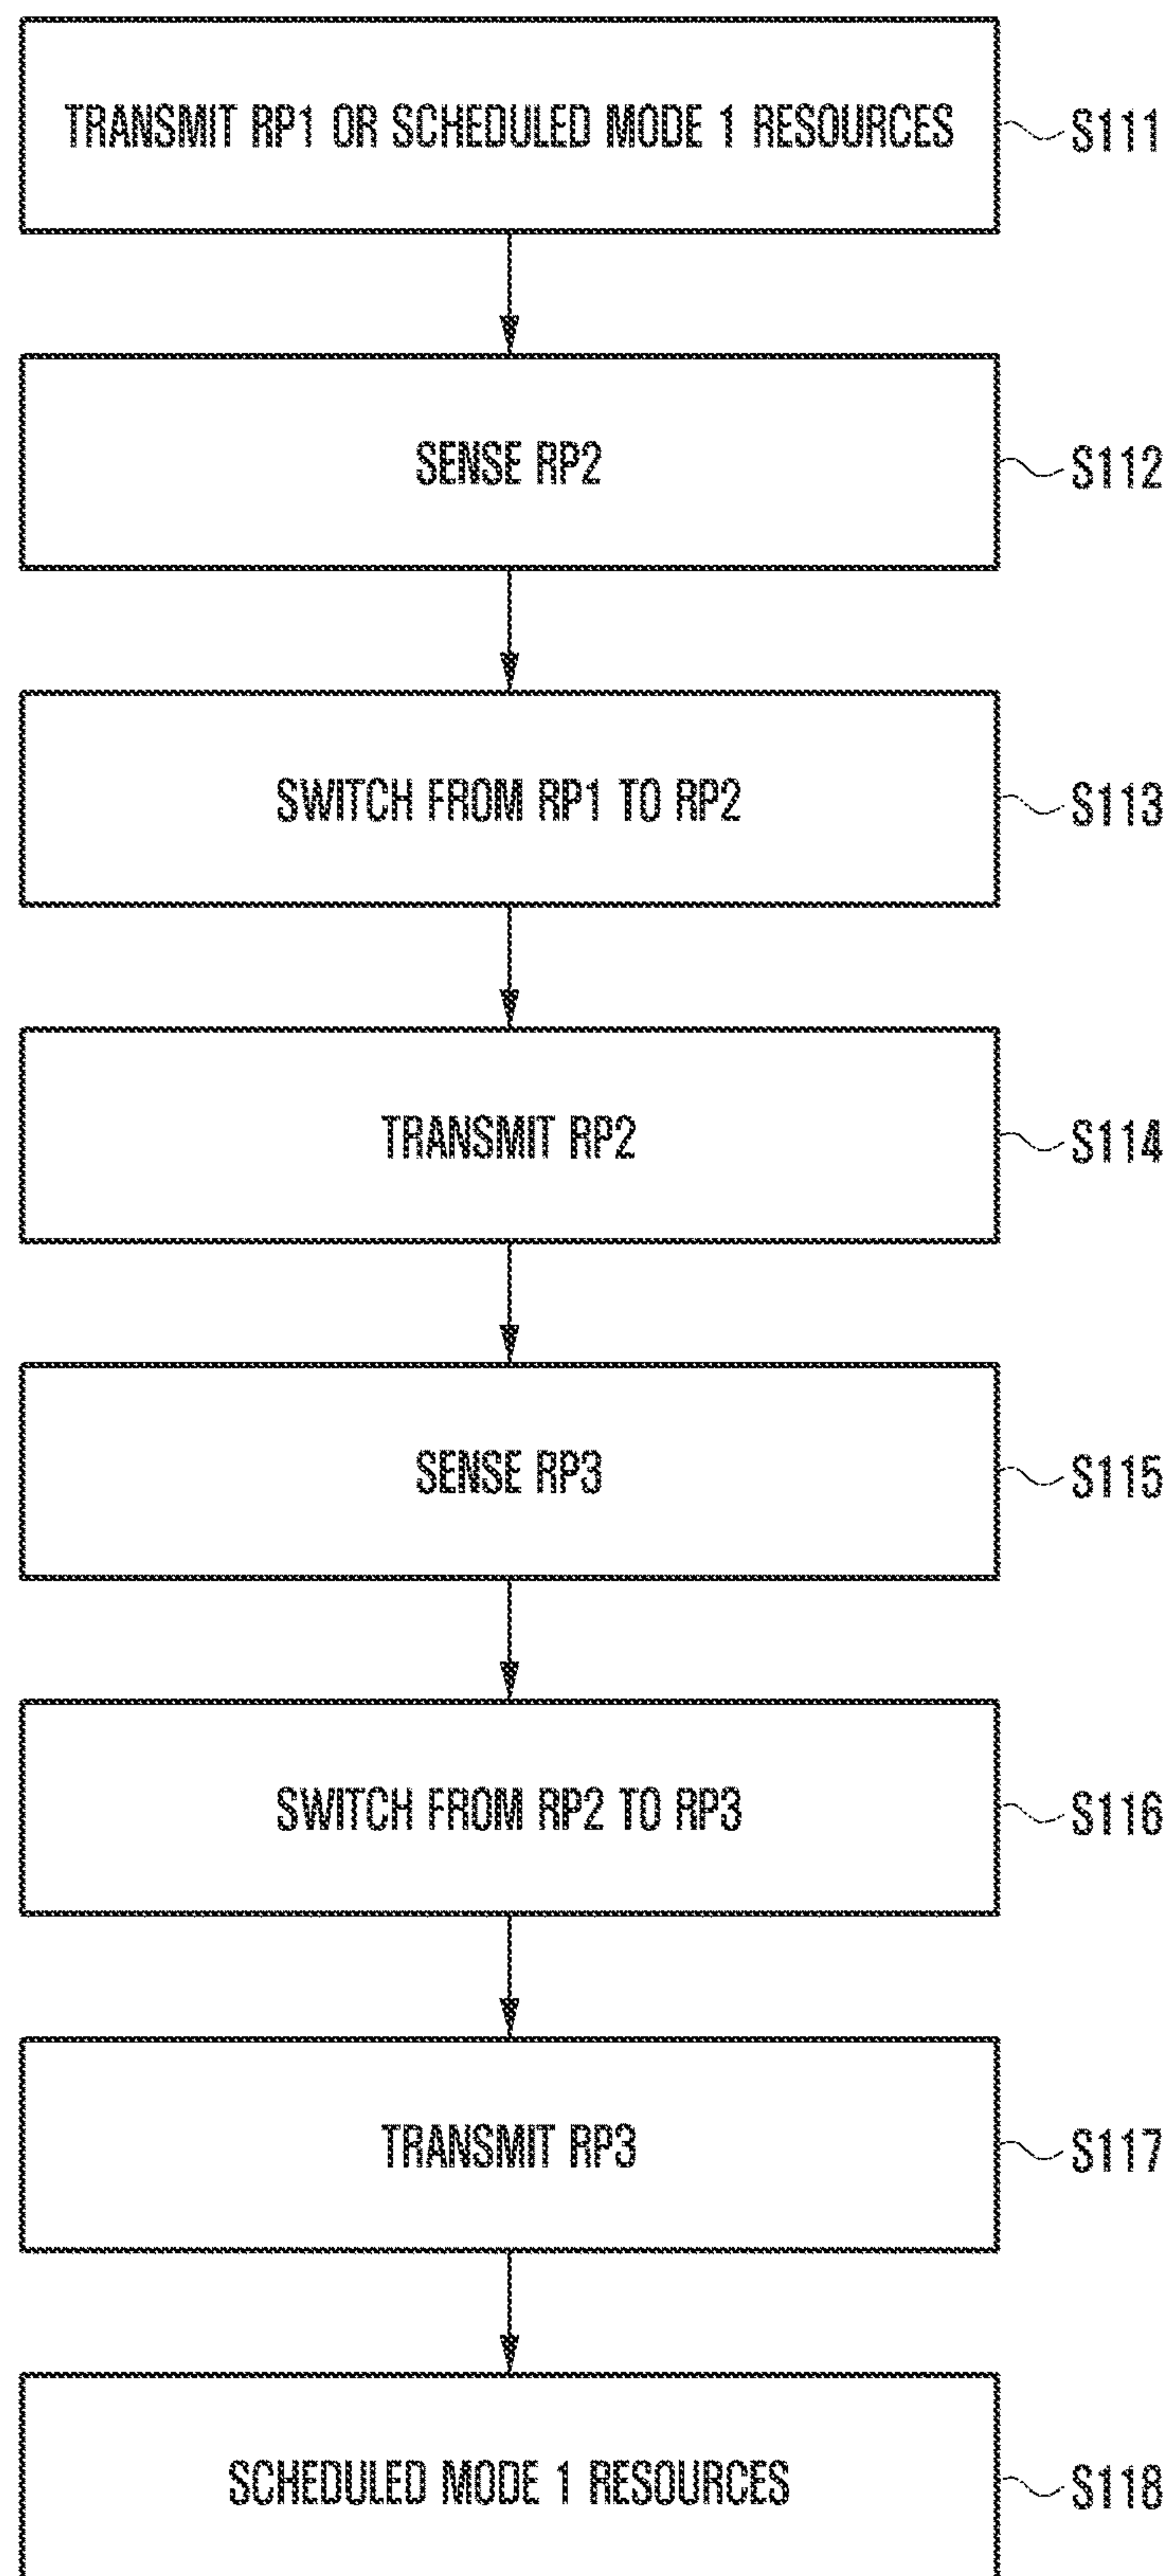 TRANSMIT RP1 OR SCHEDULED MODE 1 RESOURCES
S111
SENSE RP2
S112
SWITCH FROM RP1 TO RP2
S113
TRANSMIT RP2
S114
SENSE RP3
S115
SWITCH FROM RP2 TO RP3
S116
TRANSMIT RP3
S117
SCHEDULED MODE 1 RESOURCES
S118